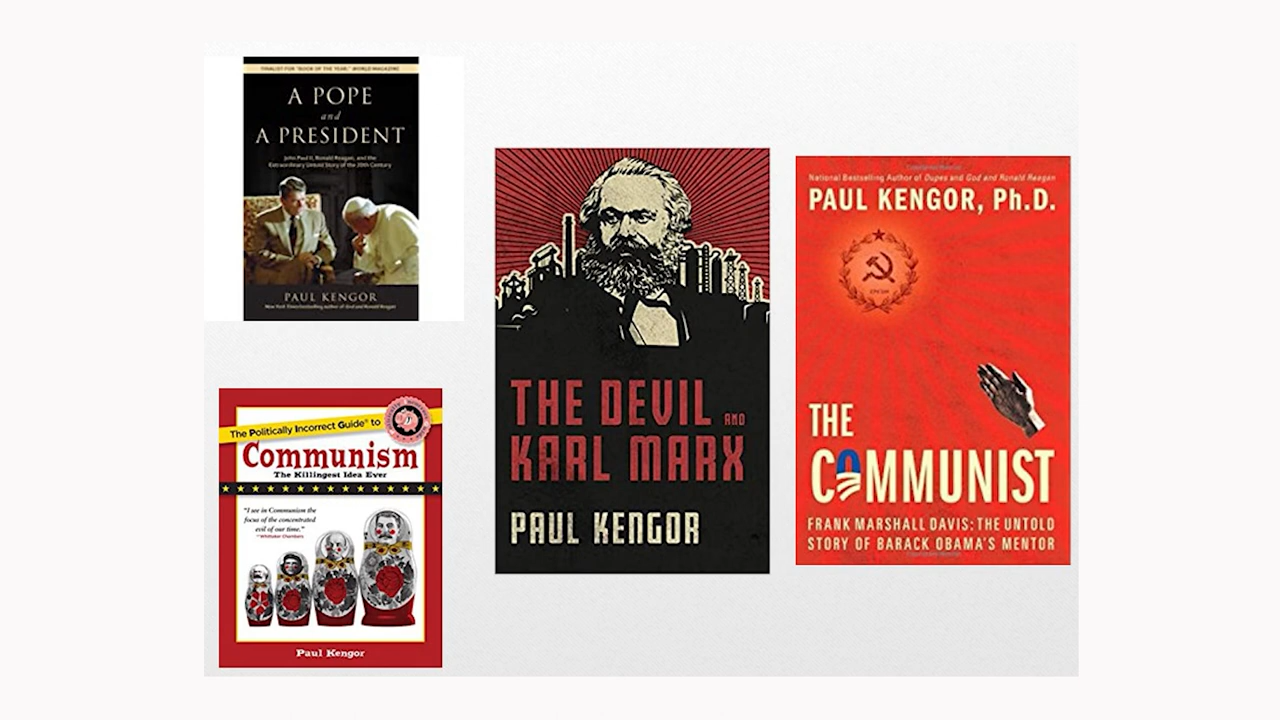 FINALIST FOR "BOOK OF THE YEAR," WORLD MAGAZINE
A POPE
and
A PRESIDENT
John Paul II, Ronald Reagan, and the
Extraordinary Untold Story of the 20th Century
PAUL KENGOR
New York Times bestselling author of God and Ronald Reagan
The Politically Incorrect Guide® to
Communism
The Killingest Idea Ever
"I see in Communism the
focus of the concentrated
evil of our time."
—Whittaker Chambers
Paul Kengor
THE DEVIL AND
KARL MARX
PAUL KENGOR
National Bestselling Author of Dupes and God and Ronald Reagan
PAUL KENGOR, Ph.D.
THE
COMMUNIST
FRANK MARSHALL DAVIS: THE UNTOLD
STORY OF BARACK OBAMA'S MENTOR